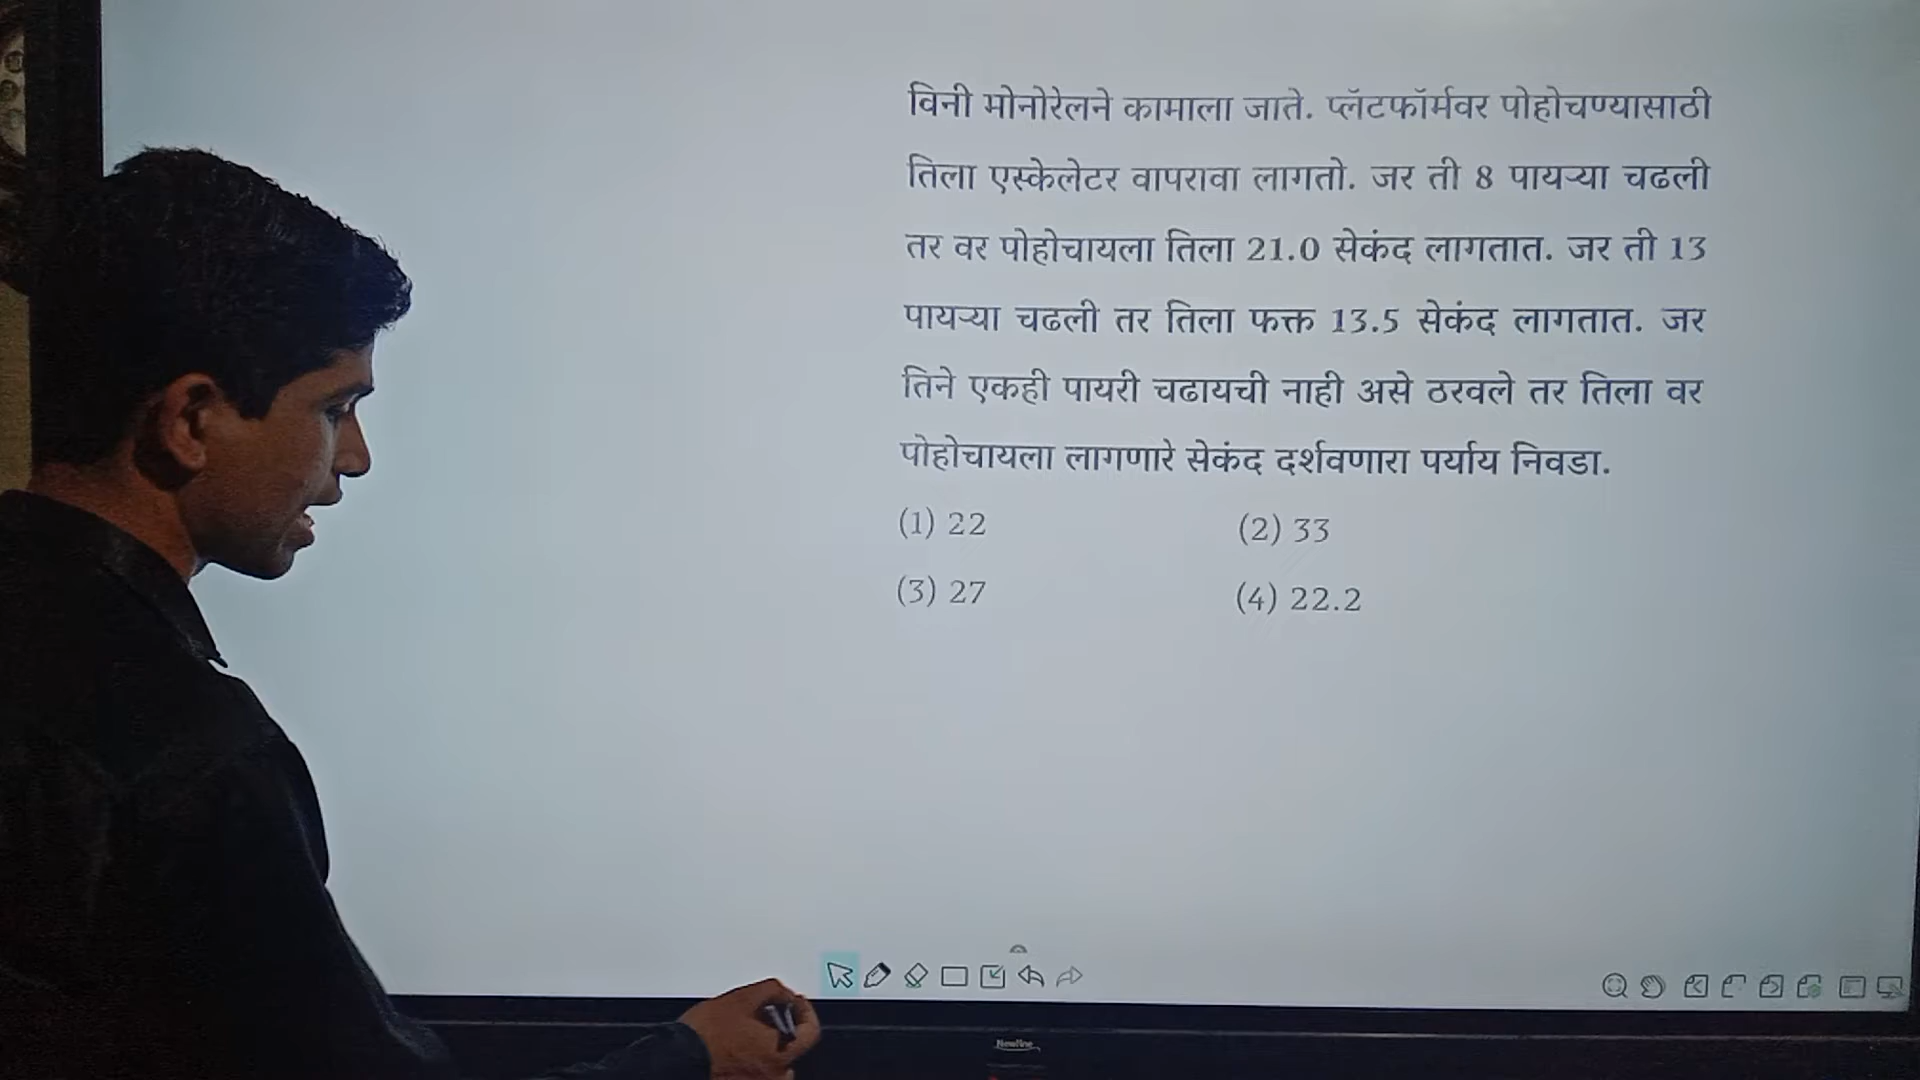 विनी मोनोरेलने कामाला जाते. प्लॅटफॉर्मवर पोहोचण्यासाठी
तिला एस्केलेटर वापरावा लागतो. जर ती 8 पायऱ्या चढली
तर वर पोहोचायला तिला 21.0 सेकंद लागतात. जर ती 13
पायऱ्या चढली तर तिला फक्त 13.5 सेकंद लागतात. जर
तिने एकही पायरी चढायची नाही असे ठरवले तर तिला वर
पोहोचायला लागणारे सेकंद दर्शवणारा पर्याय निवडा.
(1) 22 (2) 33
(3) 27 (4) 22.2
Newline